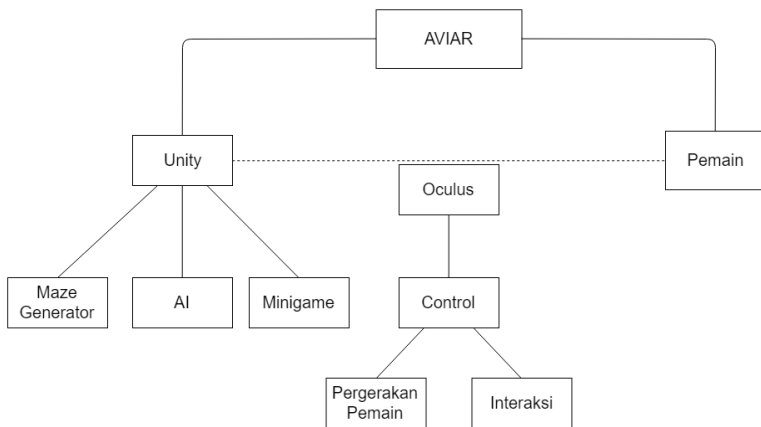 AVIAR
Unity
Pemain
Oculus
Maze
Generator
AI
Minigame
Control
Pergerakan
Pemain
Interaksi